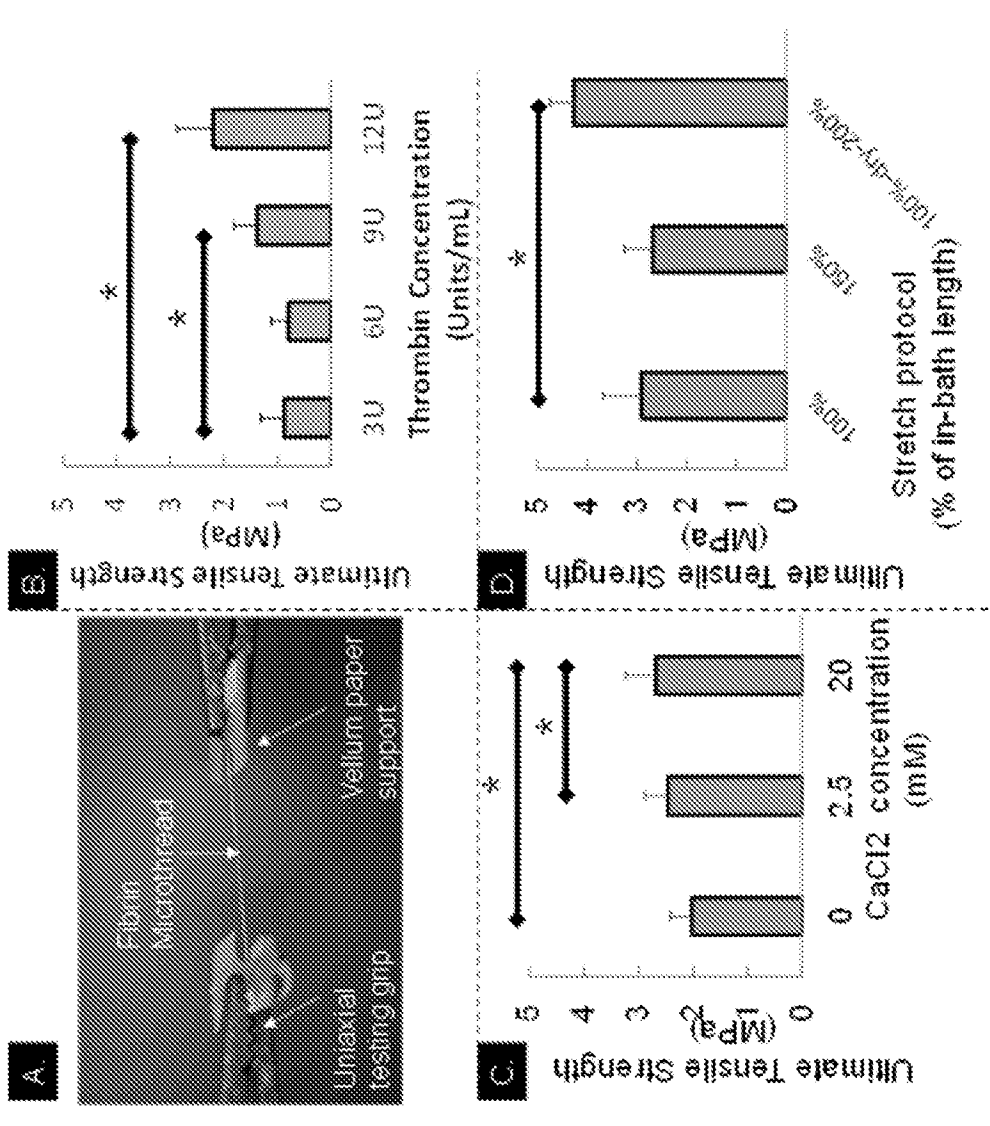 A.
Fibrin
Microthread
Uniaxial
testing grip
Vellum paper
support
B.
Ultimate Tensile Strength
(MPa)
5
4
3
2
1
0
3U
6U
9U
12U
Thrombin Concentration
(Units/mL)
*
*
C.
Ultimate Tensile Strength
(MPa)
5
4
3
2
1
0
0
2.5
20
CaCl2 concentration
(mM)
*
*
D.
Ultimate Tensile Strength
(MPa)
5
4
3
2
1
0
100%
150%
100%-dry-200%
Stretch protocol
(% of in-bath length)
*